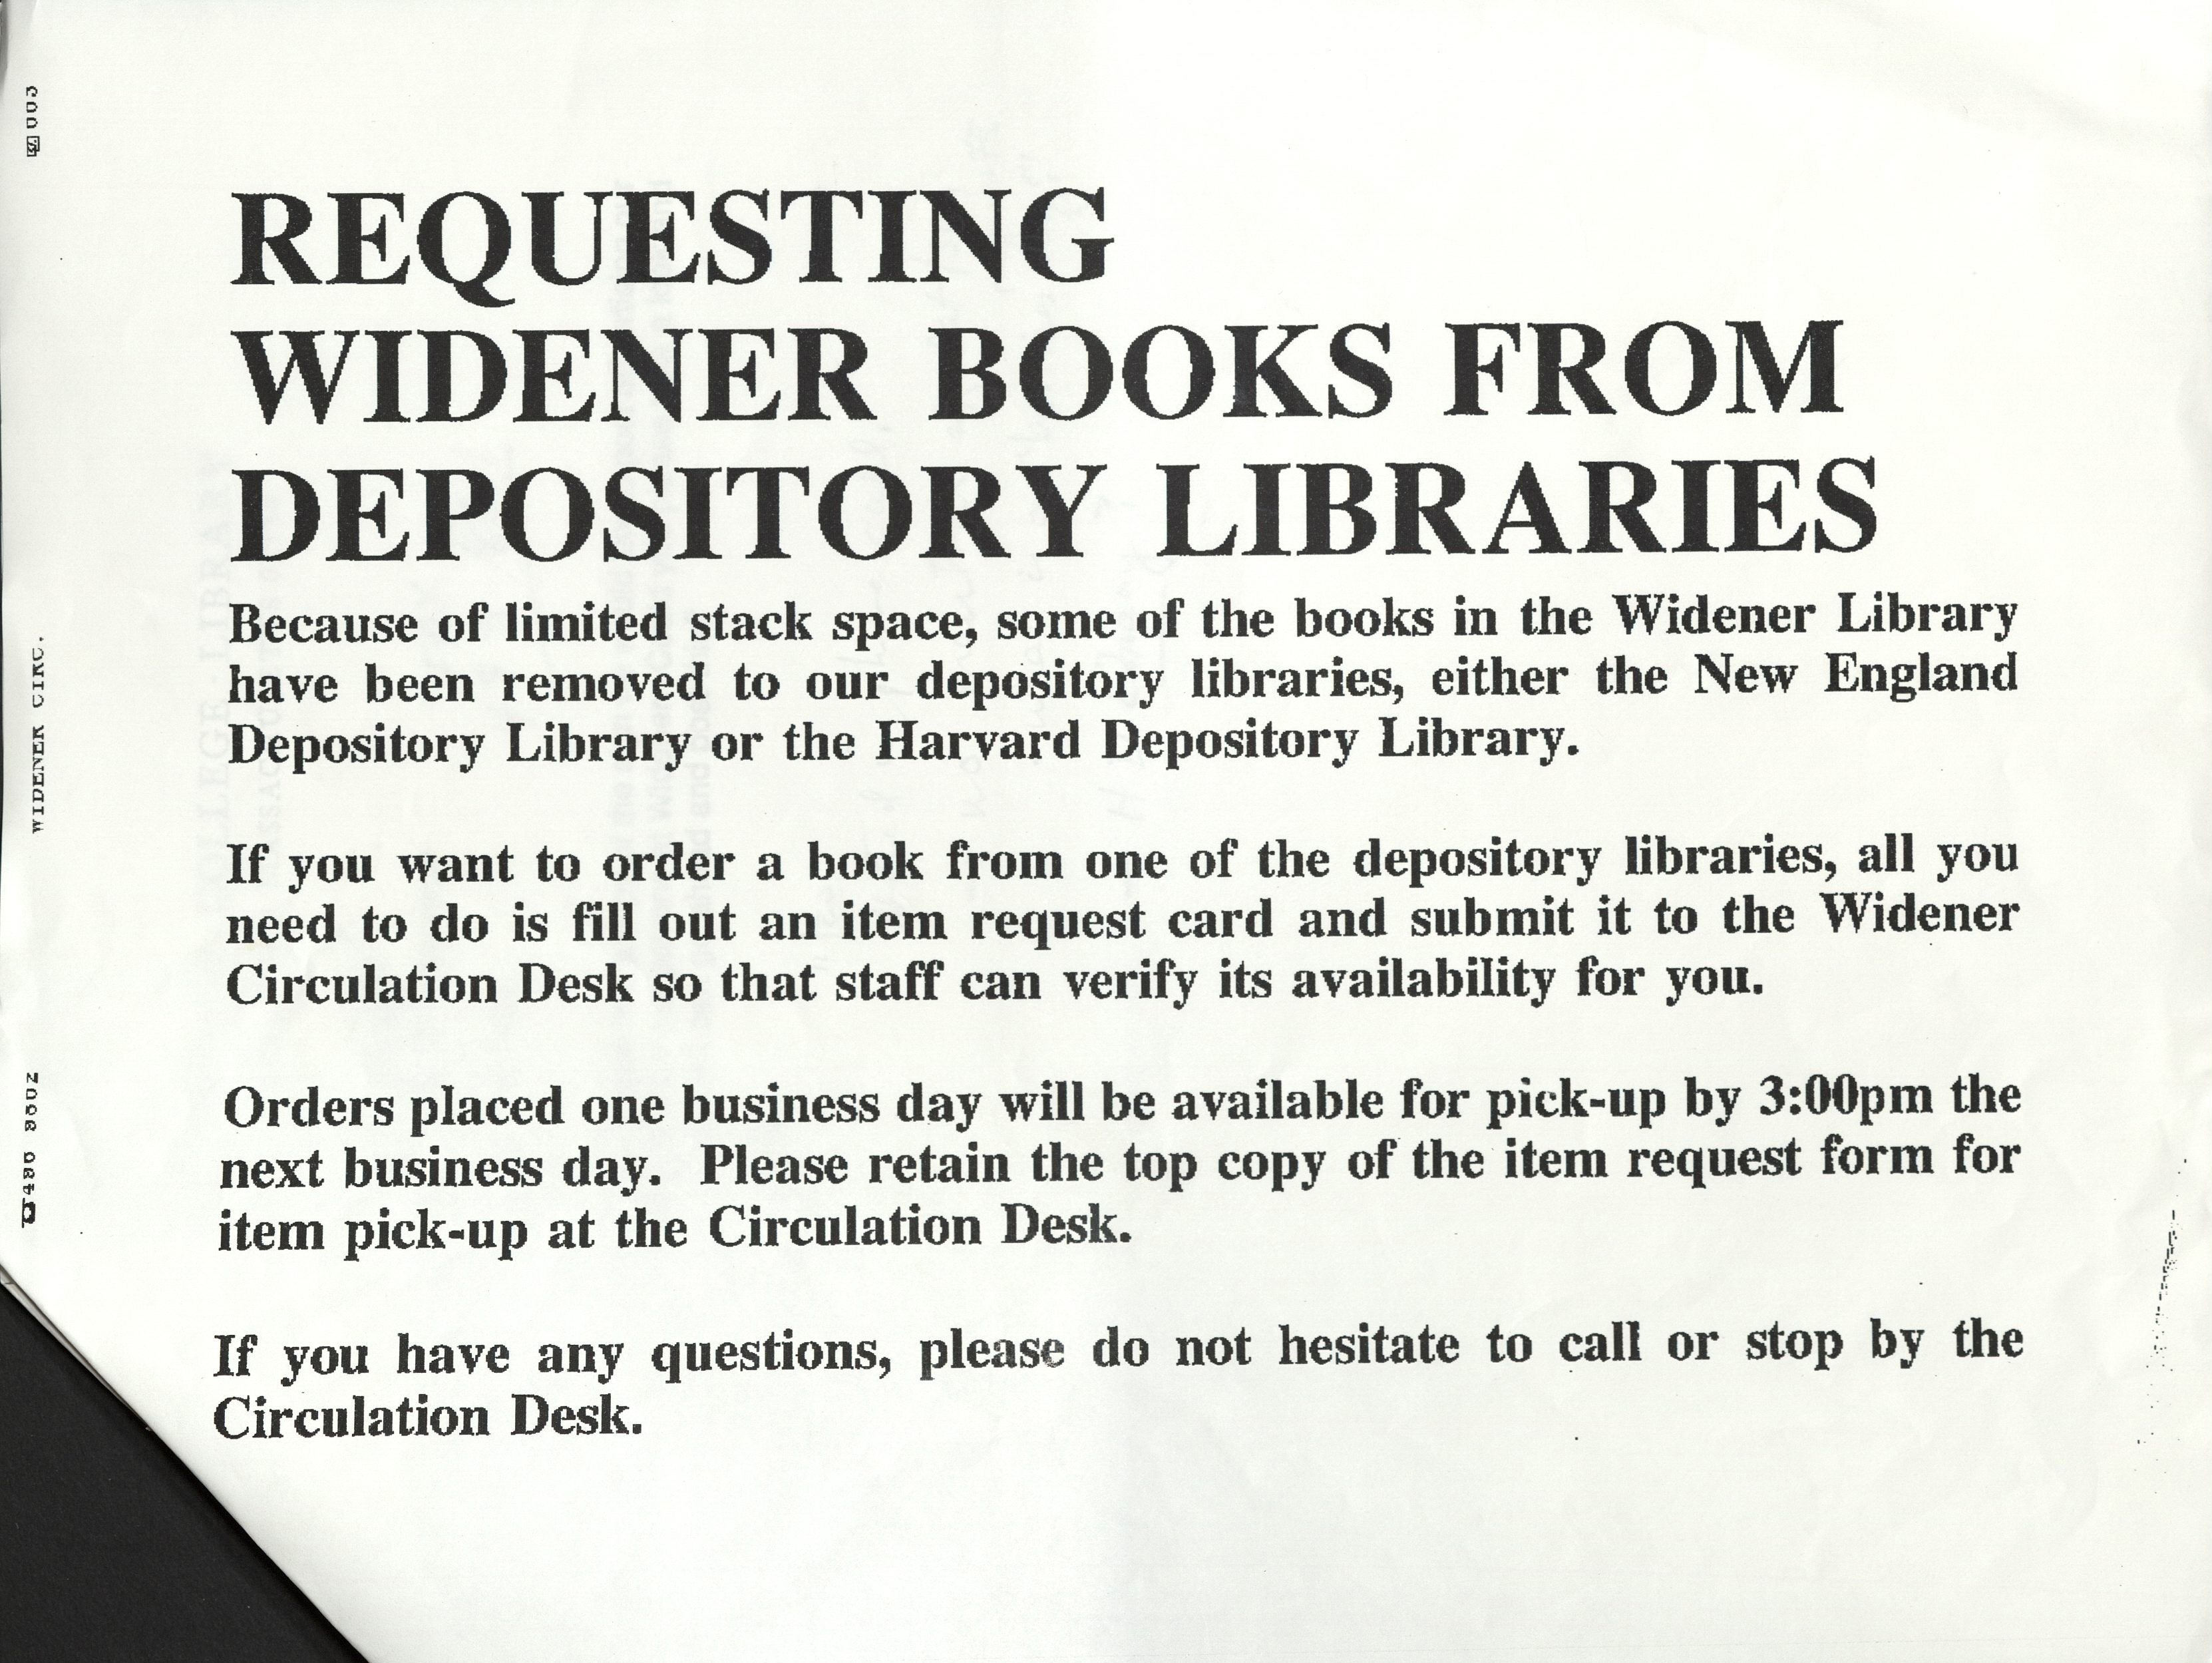 REQUESTING
WIDENER BOOKS FROM
DEPOSITORY LIBRARIES
Because of limited stack space, some of the books in the Widener Library
have been removed to our depository libraries, either the New England
Depository Library or the Harvard Depository Library.
If you want to order a book from one of the depository libraries, all you
need to do is fill out an item request card and submit it to the Widener
Circulation Desk so that staff can verify its availability for you.
Orders placed one business day will be available for pick-up by 3:00pm the
next business day. Please retain the top copy of the item request form for
item pick-up at the Circulation Desk.
If you have any questions, please do not hesitate to call or stop by the
Circulation Desk.
WIDENER CIRC.
003